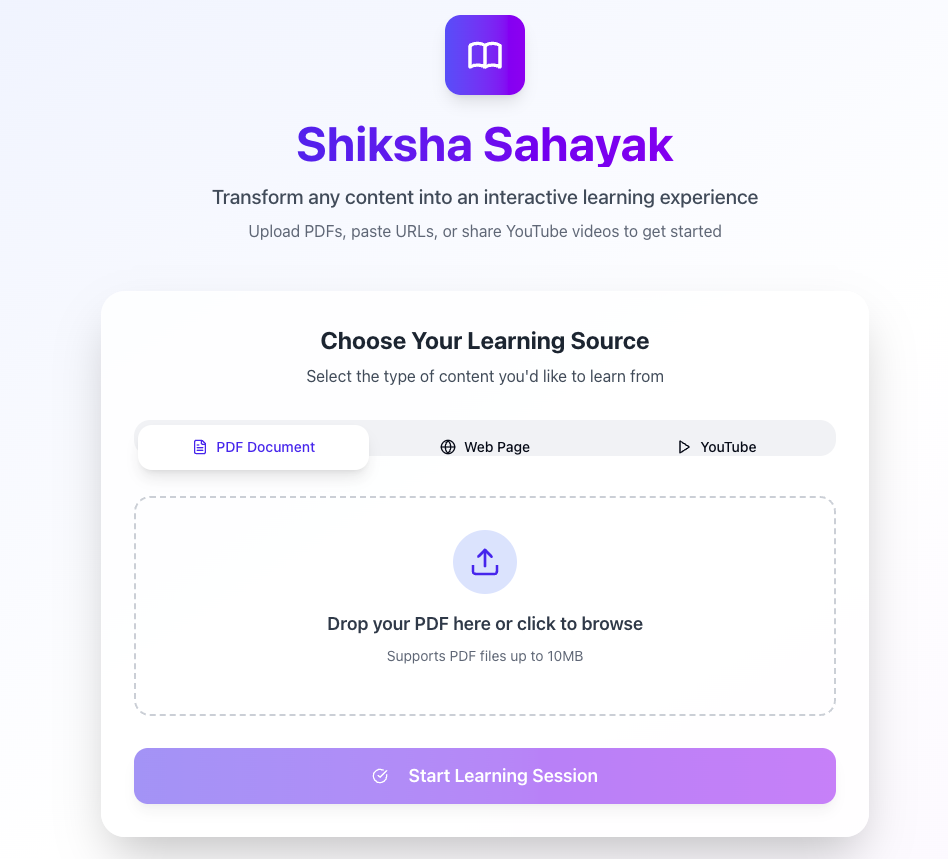 Shiksha Sahayak
Transform any content into an interactive learning experience
Upload PDFs, paste URLs, or share YouTube videos to get started
Choose Your Learning Source
Select the type of content you'd like to learn from
PDF Document
Web Page
YouTube
Drop your PDF here or click to browse
Supports PDF files up to 10MB
Start Learning Session